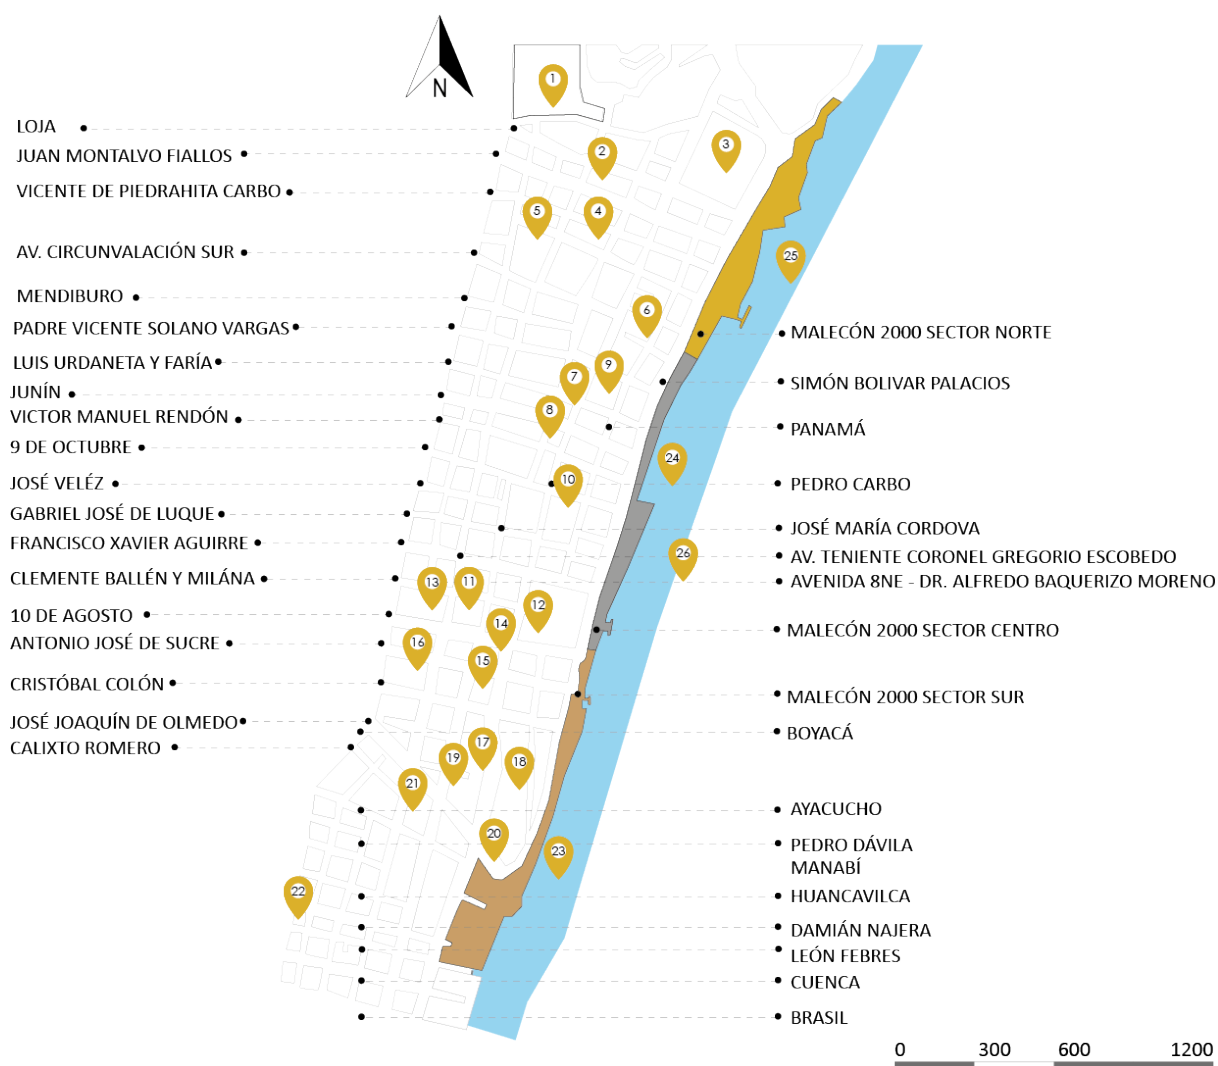 N
1
2
3
4
5
6
7
8
9
10
11
12
13
14
15
16
17
18
19
20
21
22
23
24
25
26
LOJA
JUAN MONTALVO FIALLOS
VICENTE DE PIEDRAHITA CARBO
AV. CIRCUNVALACIÓN SUR
MENDIBURO
PADRE VICENTE SOLANO VARGAS
LUIS URDANETA Y FARÍA
JUNÍN
VICTOR MANUEL RENDÓN
9 DE OCTUBRE
JOSÉ VELÉZ
GABRIEL JOSÉ DE LUQUE
FRANCISCO XAVIER AGUIRRE
CLEMENTE BALLÉN Y MILÁNA
10 DE AGOSTO
ANTONIO JOSÉ DE SUCRE
CRISTÓBAL COLÓN
JOSÉ JOAQUÍN DE OLMEDO
CALIXTO ROMERO
MALECÓN 2000 SECTOR NORTE
SIMÓN BOLIVAR PALACIOS
PANAMÁ
PEDRO CARBO
JOSÉ MARÍA CORDOVA
AV. TENIENTE CORONEL GREGORIO ESCOBEDO
AVENIDA 8NE - DR. ALFREDO BAQUERIZO MORENO
MALECÓN 2000 SECTOR CENTRO
MALECÓN 2000 SECTOR SUR
BOYACÁ
AYACUCHO
PEDRO DÁVILA
MANABÍ
HUANCAVILCA
DAMIÁN NAJERA
LEÓN FEBRES
CUENCA
BRASIL
0 300 600 1200